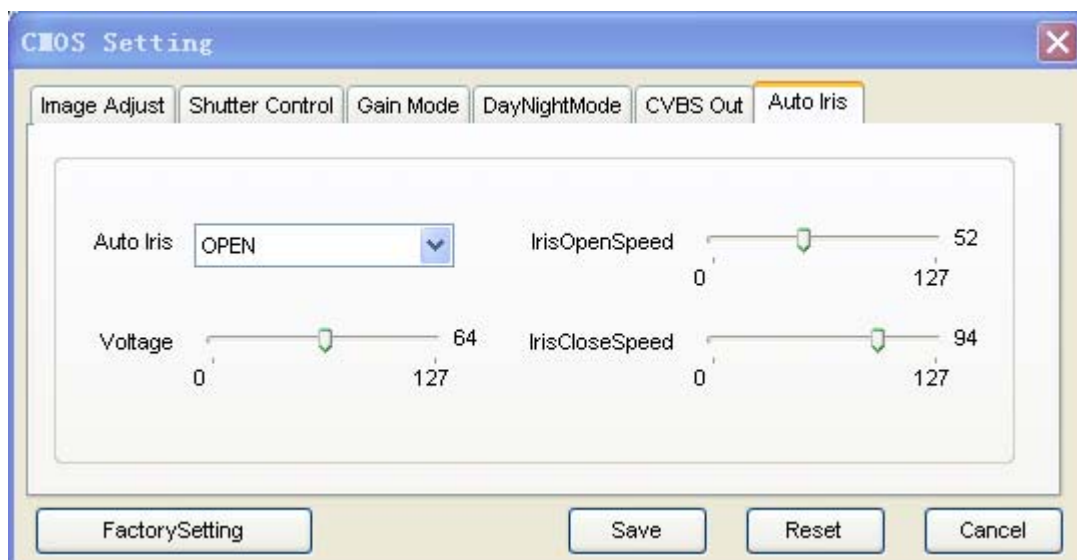 CMOS Setting
Image Adjust Shutter Control Gain Mode DayNightMode CVBS Out Auto Iris
Auto Iris OPEN IrisOpenSpeed 52
0 127
Voltage 64 IrisCloseSpeed 94
0 127 0 127
FactorySetting Save Reset Cancel